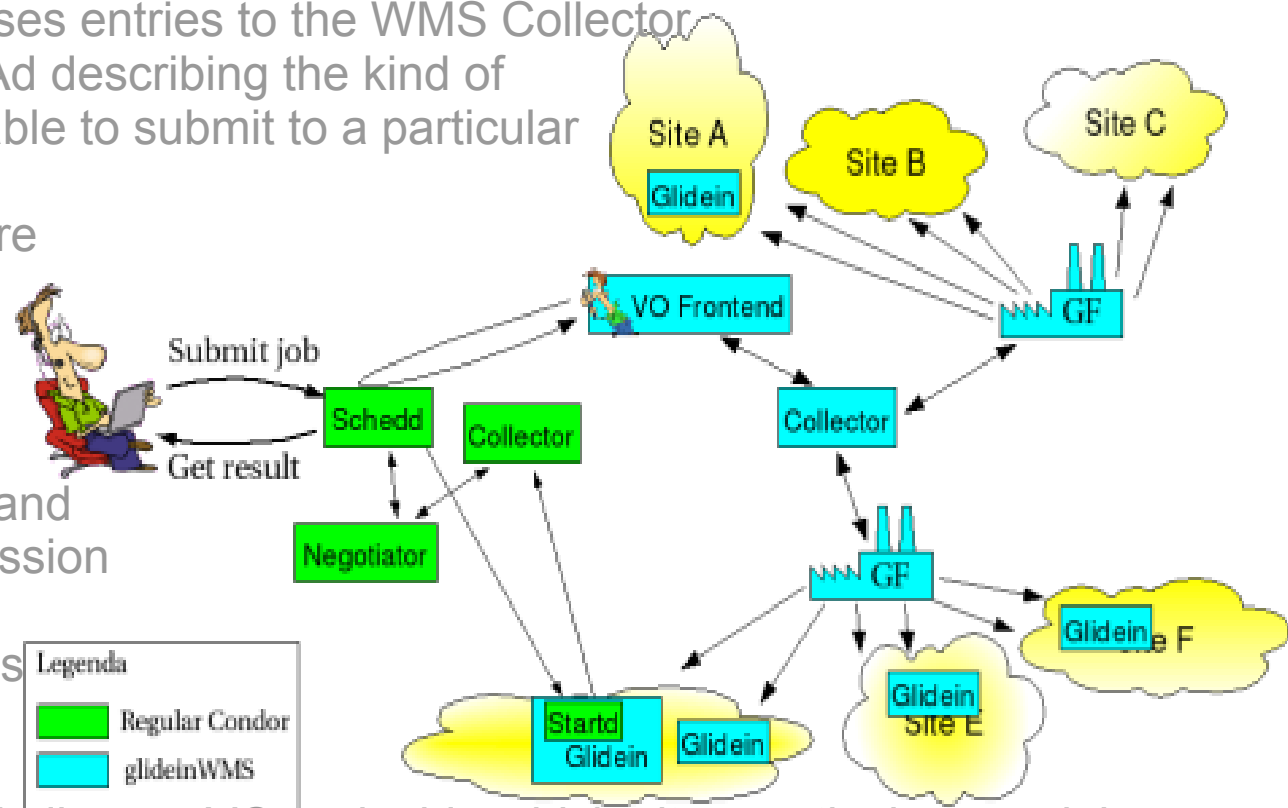 ses entries to the WMS Collector
Ad describing the kind of
able to submit to a particular
Site A
Site B
Site C
Glidein
re
VO Frontend
GF
Submit job
Schedd
Collector
Collector
Get result
and
Negotiator
ssion
GF
Glidein
e F
s
Legenda
Glidein
Site E
Regular Condor
Startd
Glidein
Glidein
glideinWMS